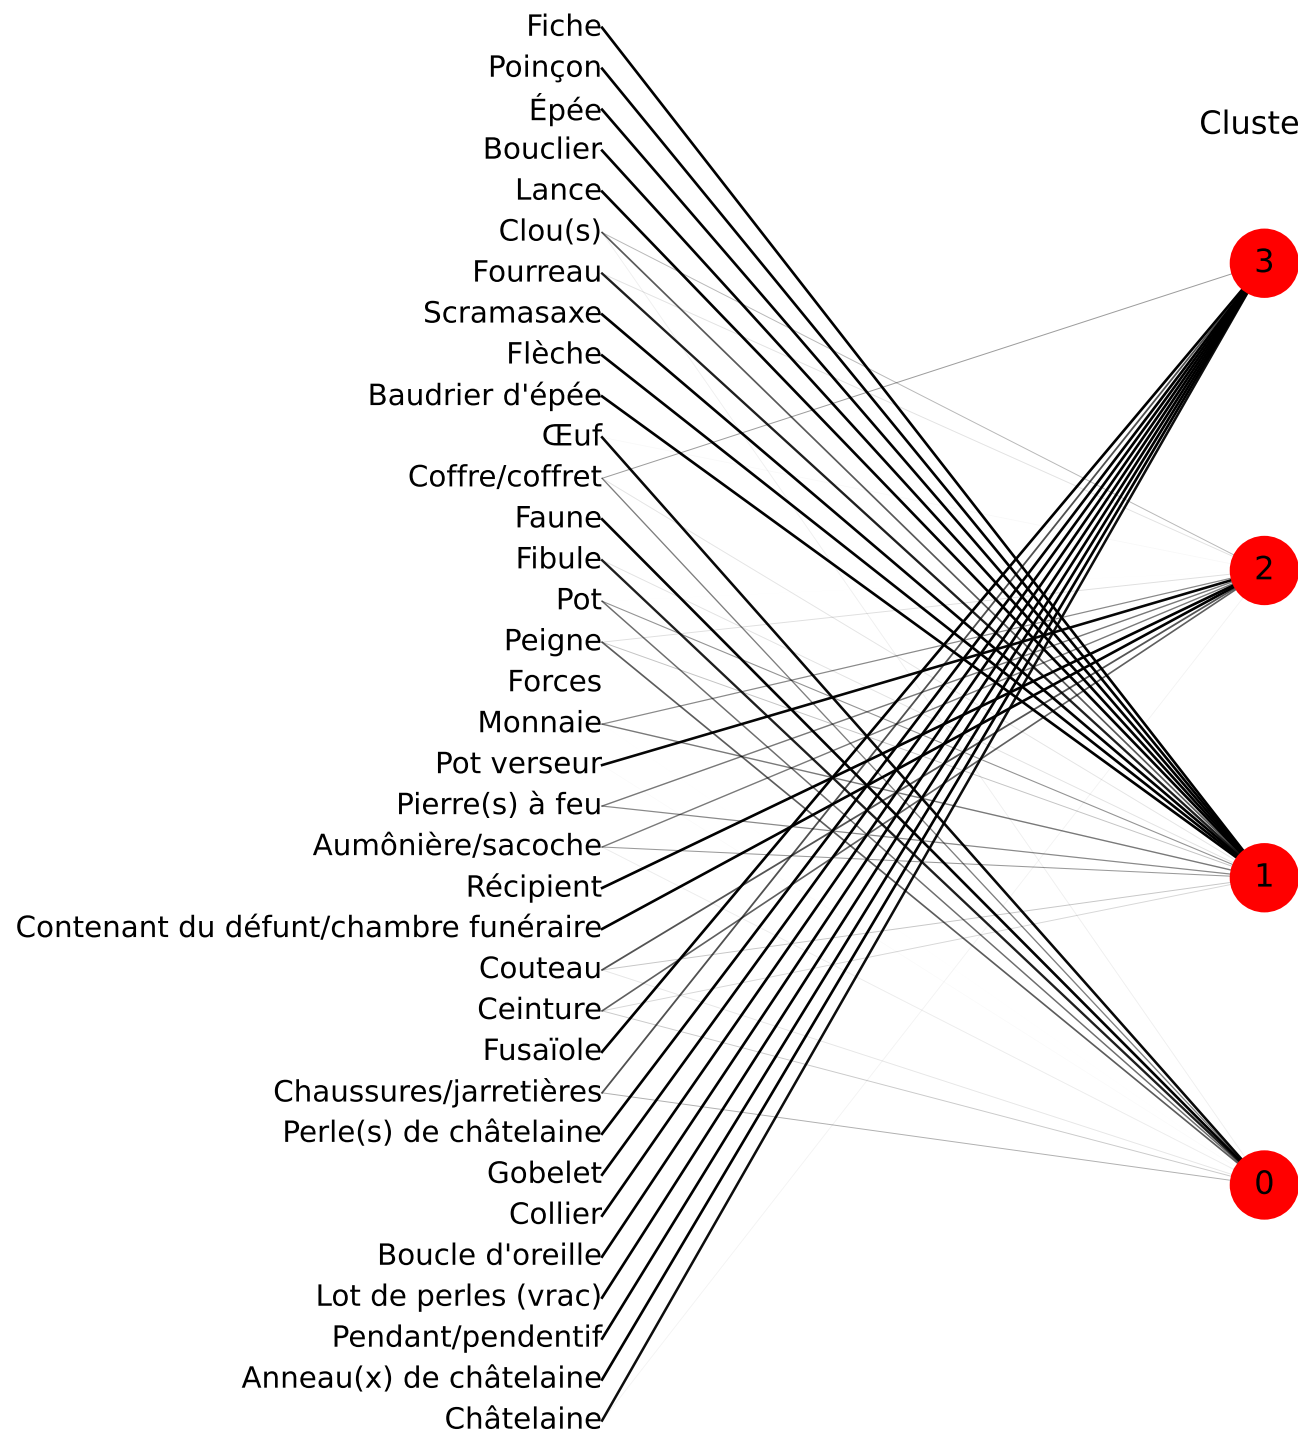 Fiche
Poinçon
Épée
Cluste
Bouclier
Lance
Clou(s)
3
Fourreau
Scramasaxe
Flèche
Baudrier d'épée
Œuf
Coffre/coffret
Faune
Fibule
2
Pot
Peigne
Forces
Monnaie
Pot verseur
Pierre(s) à feu
Aumônière/sacoche
1
Récipient
Contenant du défunt/chambre funéraire
Couteau
Ceinture
Fusaïole
Chaussures/jarretières
Perle(s) de châtelaine
Gobelet
0
Collier
Boucle d'oreille
Lot de perles (vrac)
Pendant/pendentif
Anneau(x) de châtelaine
Châtelaine